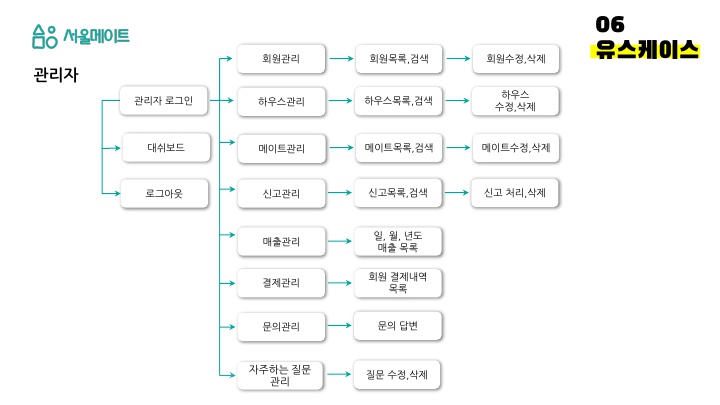 서울메이트
06
유스케이스
관리자
관리자 로그인
대쉬보드
로그아웃
회원관리
회원목록,검색
회원수정,삭제
하우스관리
하우스목록,검색
하우스
수정,삭제
메이트관리
메이트목록,검색
메이트수정,삭제
신고관리
신고목록,검색
신고 처리,삭제
매출관리
일, 월, 년도
매출 목록
결제관리
회원 결제내역
목록
문의관리
문의 답변
자주하는 질문
관리
질문 수정,삭제